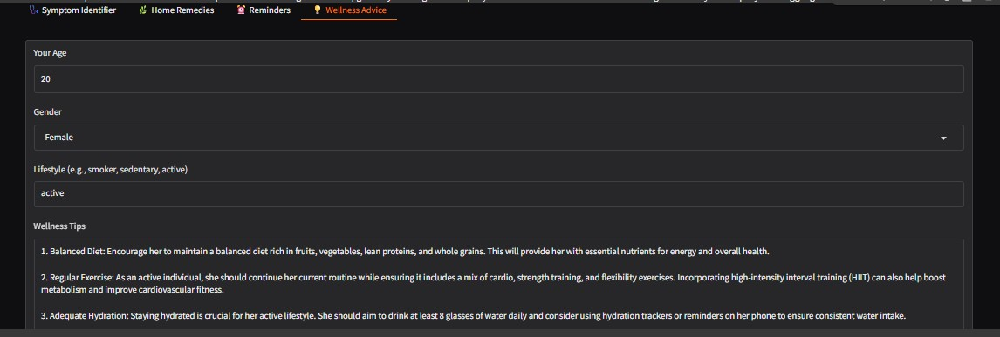 Symptom Identifier Home Remedies Reminders Wellness Advice
Your Age
20
Gender
Female
Lifestyle (e.g., smoker, sedentary, active)
active
Wellness Tips
1. Balanced Diet: Encourage her to maintain a balanced diet rich in fruits, vegetables, lean proteins, and whole grains. This will provide her with essential nutrients for energy and overall health.
2. Regular Exercise: As an active individual, she should continue her current routine while ensuring it includes a mix of cardio, strength training, and flexibility exercises. Incorporating high-intensity interval training (HIIT) can also help boost
metabolism and improve cardiovascular fitness.
3. Adequate Hydration: Staying hydrated is crucial for her active lifestyle. She should aim to drink at least 8 glasses of water daily and consider using hydration trackers or reminders on her phone to ensure consistent water intake.